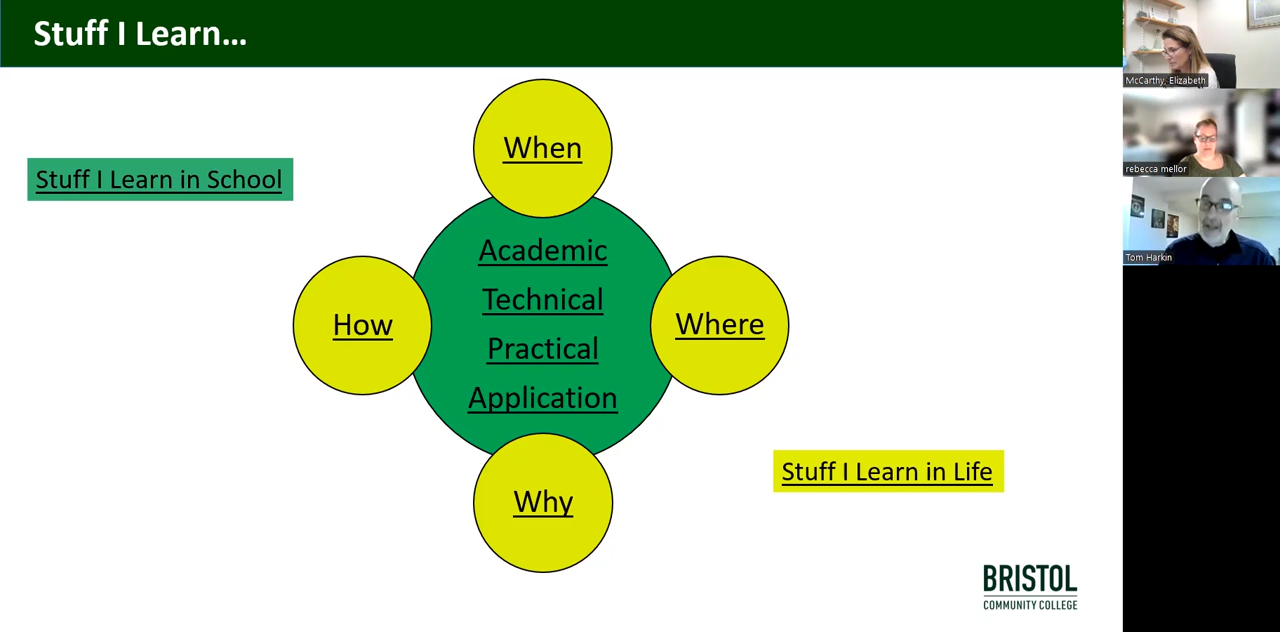 Stuff I Learn…
When
Stuff I Learn in School
Academic
Technical
Practical
Application
How
Where
Why
Stuff I Learn in Life
BRISTOL
COMMUNITY COLLEGE
McCarthy, Elizabeth
rebecca mellor
Tom Harkin